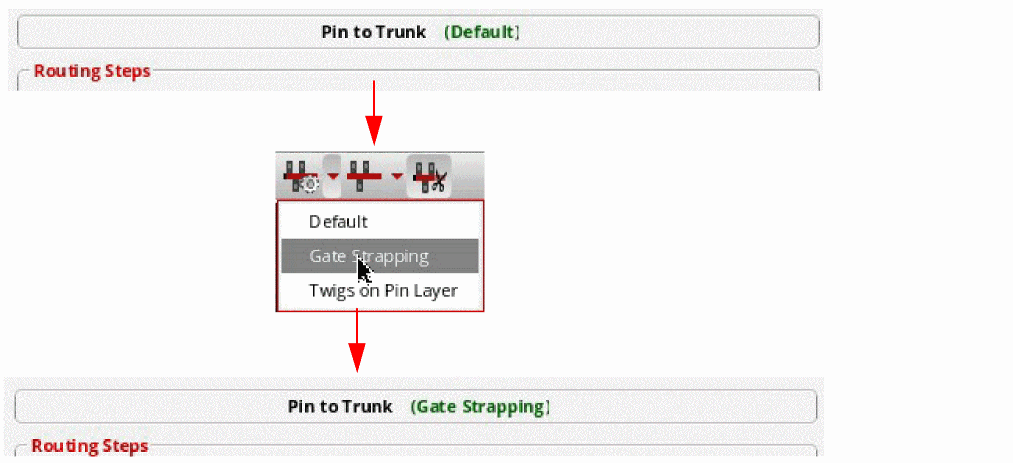 Pin to Trunk (Default)
Routing Steps
Default
Gate Strapping
Twigs on Pin Layer
Pin to Trunk (Gate Strapping)
Routing Steps